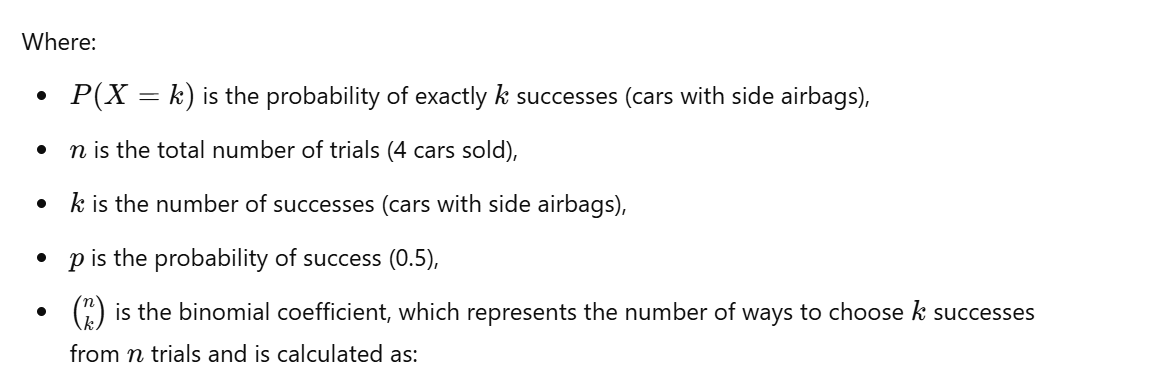 Where:
• P(X = k) is the probability of exactly k successes (cars with side airbags),
• n is the total number of trials (4 cars sold),
• k is the number of successes (cars with side airbags),
• p is the probability of success (0.5),
• (n k) is the binomial coefficient, which represents the number of ways to choose k successes
from n trials and is calculated as: